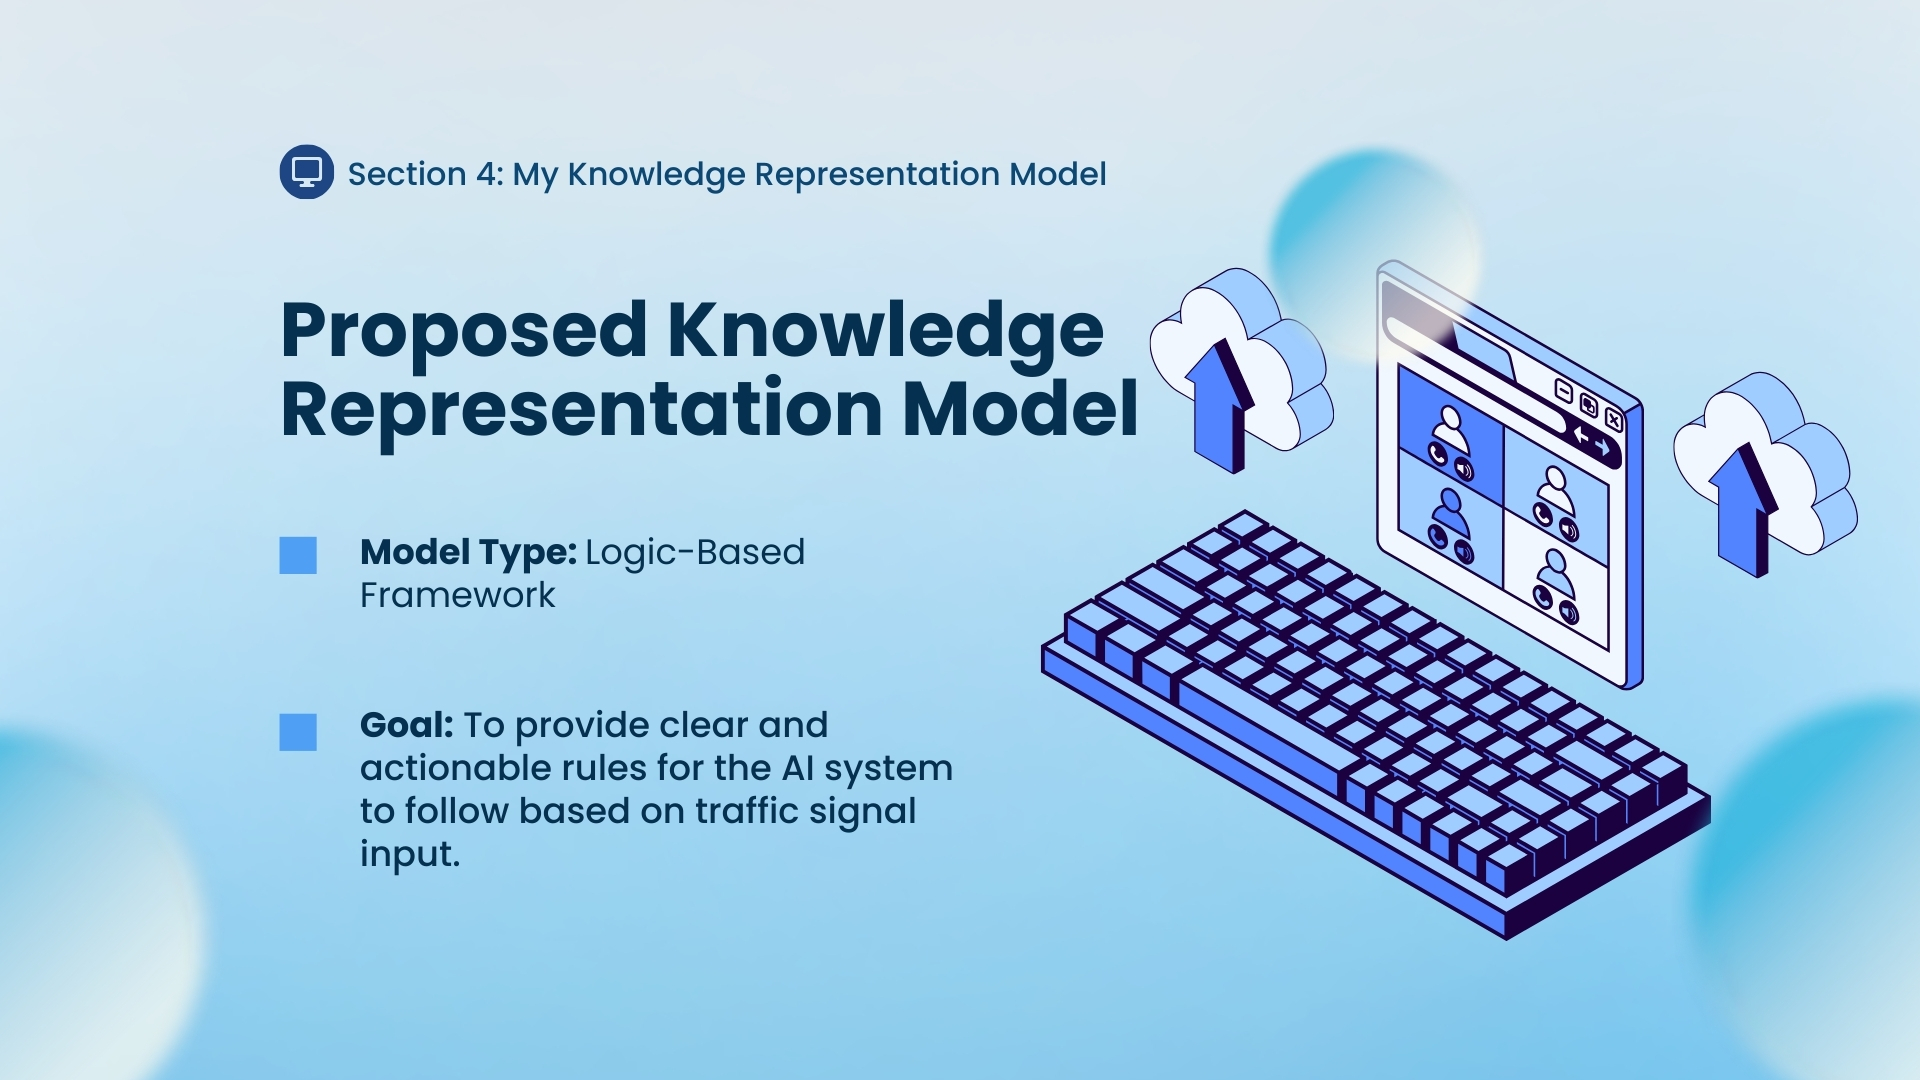 Section 4: My Knowledge Representation Model
Proposed Knowledge
Representation Model
Model Type: Logic-Based
Framework
Goal: To provide clear and
actionable rules for the AI system
to follow based on traffic signal
input.